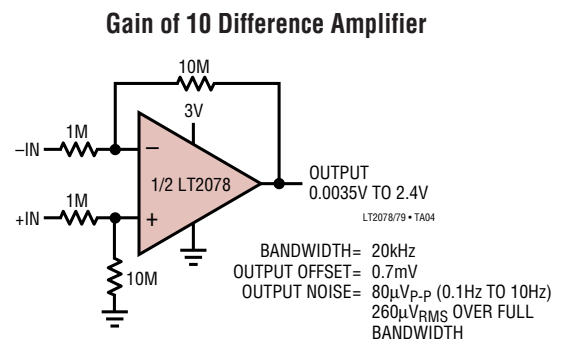 Gain of 10 Difference Amplifier
10M
3V
1M
–IN
–
1/2 LT2078
OUTPUT
0.0035V TO 2.4V
1M
+IN
+
LT2078/79 • TA04
10M
BANDWIDTH= 20kHz
OUTPUT OFFSET= 0.7mV
OUTPUT NOISE= 80µVP-P (0.1Hz TO 10Hz)
260µVRMS OVER FULL
BANDWIDTH